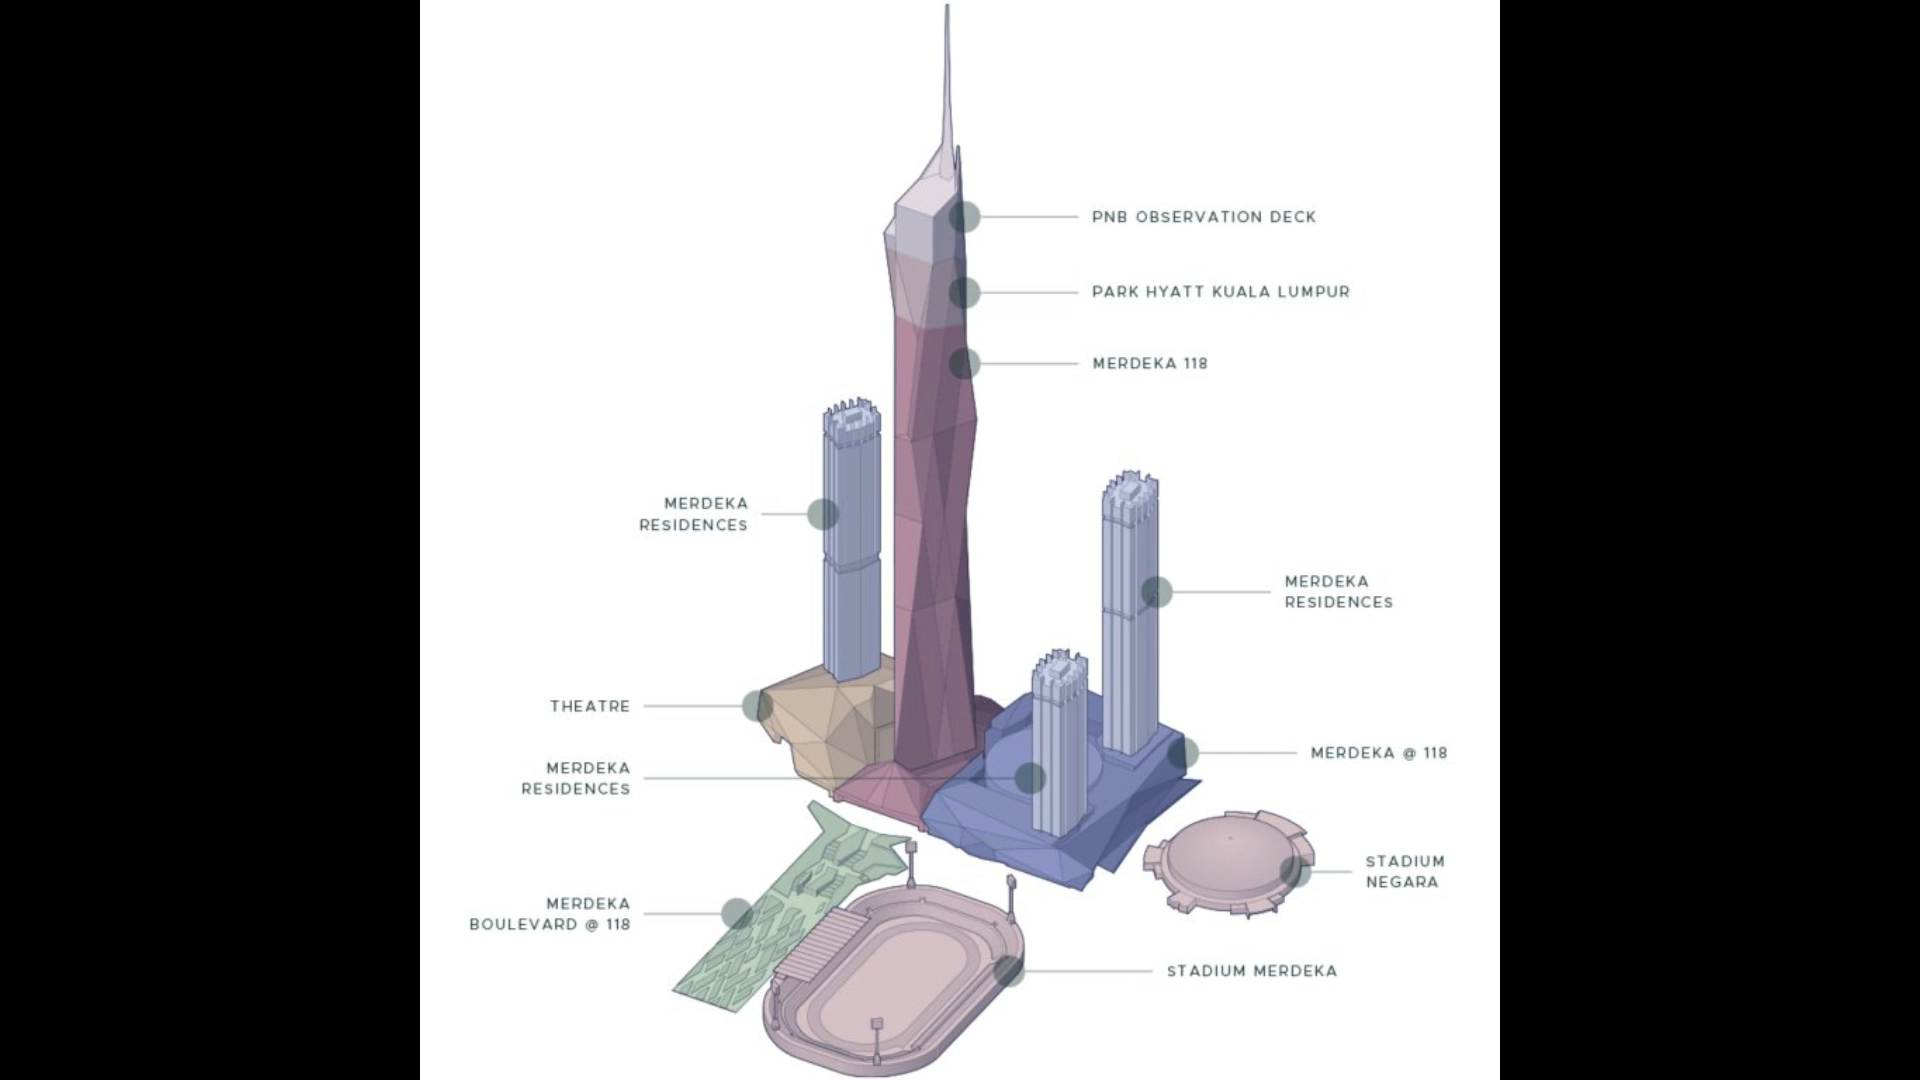 PNB OBSERVATION DECK
PARK HYATT KUALA LUMPUR
MERDEKA 118
MERDEKA
RESIDENCES
MERDEKA
RESIDENCES
THEATRE
MERDEKA @ 118
MERDEKA
RESIDENCES
STADIUM
NEGARA
MERDEKA
BOULEVARD @ 118
STADIUM MERDEKA